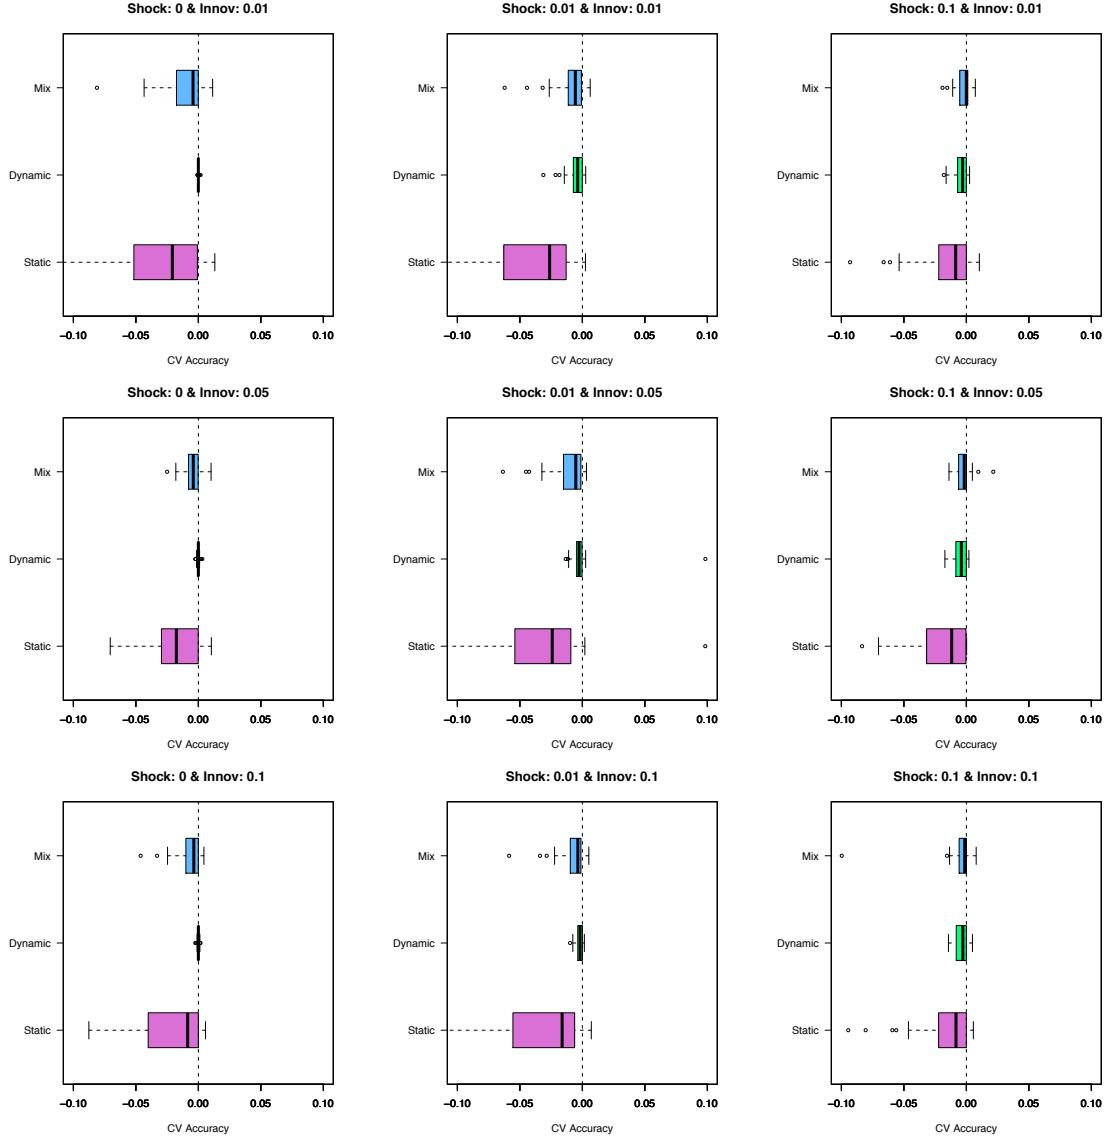 Shock: 0 & Innov: 0.01
Mix
Dynamic
Static
−0.10 −0.05 0.00 0.05 0.10
CV Accuracy
Shock: 0.01 & Innov: 0.01
Mix
Dynamic
Static
−0.10 −0.05 0.00 0.05 0.10
CV Accuracy
Shock: 0.1 & Innov: 0.01
Mix
Dynamic
Static
−0.10 −0.05 0.00 0.05 0.10
CV Accuracy
Shock: 0 & Innov: 0.05
Mix
Dynamic
Static
−0.10 −0.05 0.00 0.05 0.10
CV Accuracy
Shock: 0.01 & Innov: 0.05
Mix
Dynamic
Static
−0.10 −0.05 0.00 0.05 0.10
CV Accuracy
Shock: 0.1 & Innov: 0.05
Mix
Dynamic
Static
−0.10 −0.05 0.00 0.05 0.10
CV Accuracy
Shock: 0 & Innov: 0.1
Mix
Dynamic
Static
−0.10 −0.05 0.00 0.05 0.10
CV Accuracy
Shock: 0.01 & Innov: 0.1
Mix
Dynamic
Static
−0.10 −0.05 0.00 0.05 0.10
CV Accuracy
Shock: 0.1 & Innov: 0.1
Mix
Dynamic
Static
−0.10 −0.05 0.00 0.05 0.10
CV Accuracy